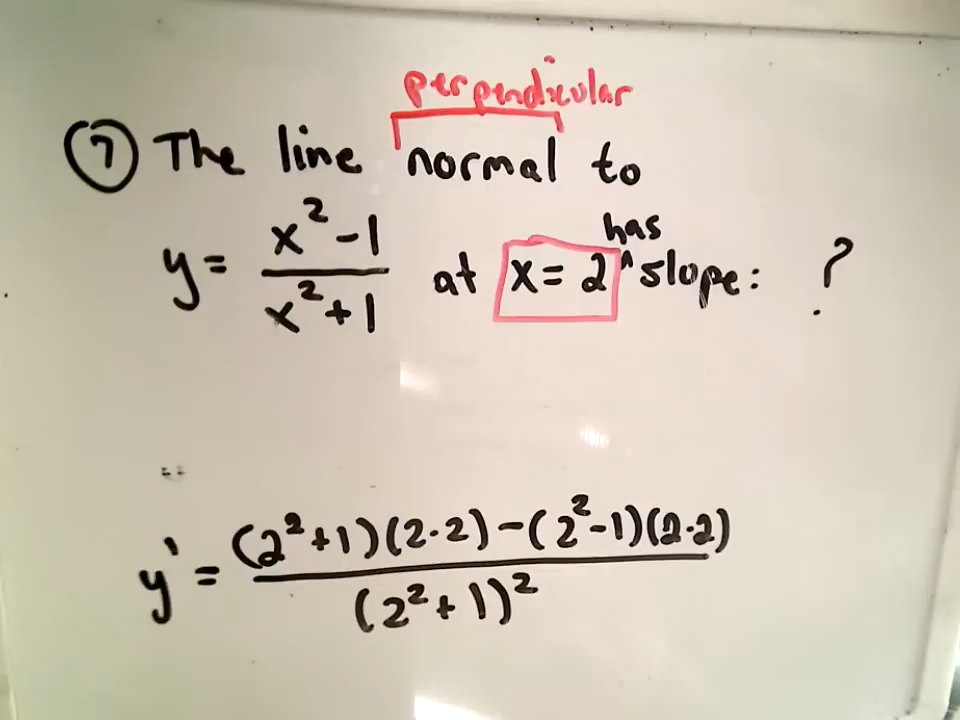 perpendicular
⑦ The line normal to
y = x² - 1 / x² + 1 at x = 2 ^has slope: ?
y' = (2² + 1)(2·2) - (2² - 1)(2·2) / (2² + 1)²